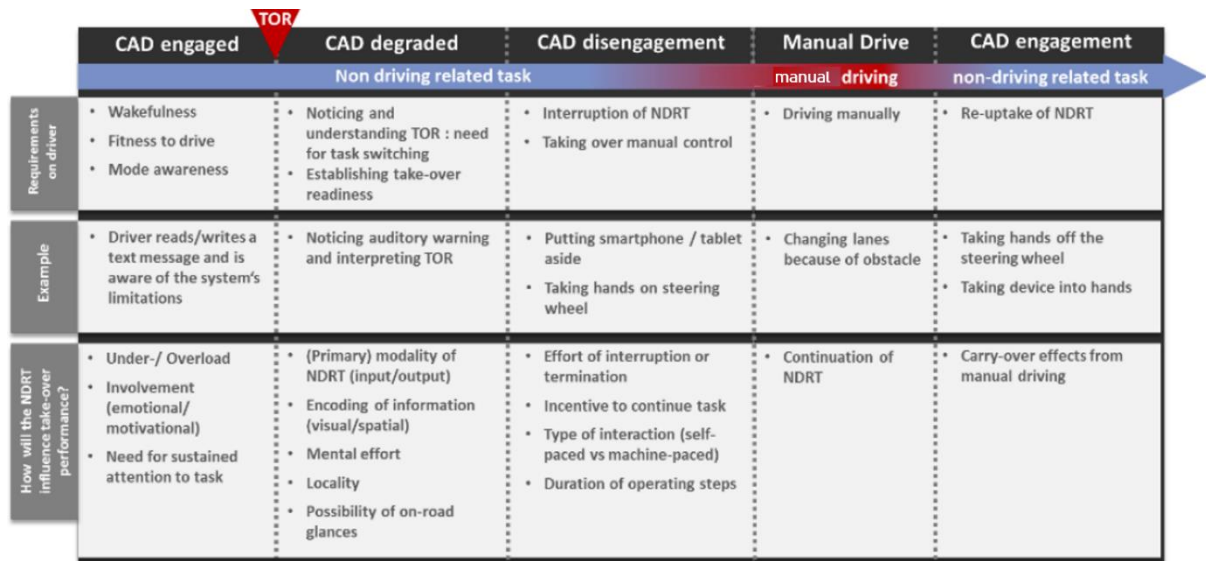 TOR
CAD engaged
CAD degraded
CAD disengagement
Manual Drive
CAD engagement
Non driving related task
manual driving
non-driving related task
Requirements
on driver
• Wakefulness
• Fitness to drive
• Mode awareness
• Noticing and
understanding TOR : need
for task switching
• Establishing take-over
readiness
• Interruption of NDRT
• Taking over manual control
• Driving manually
• Re-uptake of NDRT
Example
• Driver reads/writes a
text message and is
aware of the system's
limitations
• Noticing auditory warning
and interpreting TOR
• Putting smartphone / tablet
aside
• Taking hands on steering
wheel
• Changing lanes
because of obstacle
• Taking hands off the
steering wheel
• Taking device into hands
How will the NDRT
influence take-over
performance?
• Under-/ Overload
• Involvement
(emotional/
motivational)
• Need for sustained
attention to task
• (Primary) modality of
NDRT (input/output)
• Encoding of information
(visual/spatial)
• Mental effort
• Locality
• Possibility of on-road
glances
• Effort of interruption or
termination
• Incentive to continue task
• Type of interaction (self-
paced vs machine-paced)
• Duration of operating steps
• Continuation of
NDRT
• Carry-over effects from
manual driving